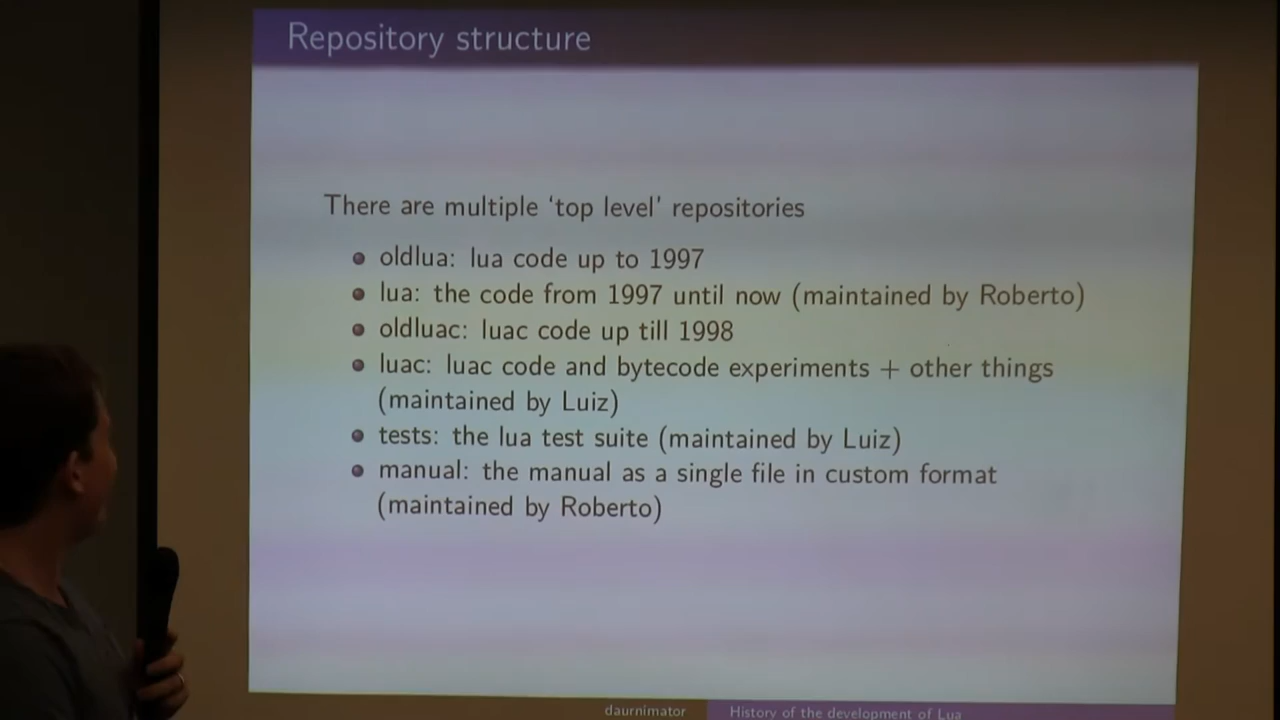 Repository structure
There are multiple ‘top level’ repositories
oldlua: lua code up to 1997
lua: the code from 1997 until now (maintained by Roberto)
oldluac: luac code up till 1998
luac: luac code and bytecode experiments + other things
(maintained by Luiz)
tests: the lua test suite (maintained by Luiz)
manual: the manual as a single file in custom format
(maintained by Roberto)
daurnimator
History of the development of Lua